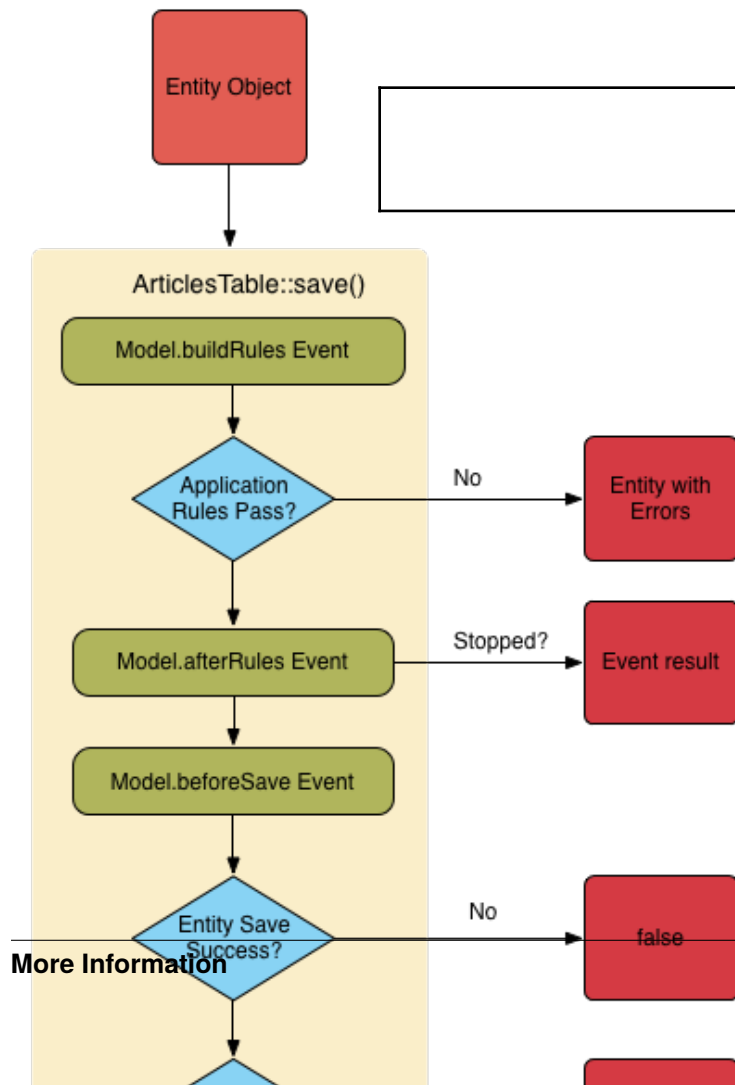 Entity Object
ArticlesTable::save()
Model.buildRules Event
Application
Rules Pass?
No
Entity with
Errors
Model.afterRules Event
Stopped?
Event result
Model.beforeSave Event
Entity Save
Success?
No
false
More Information